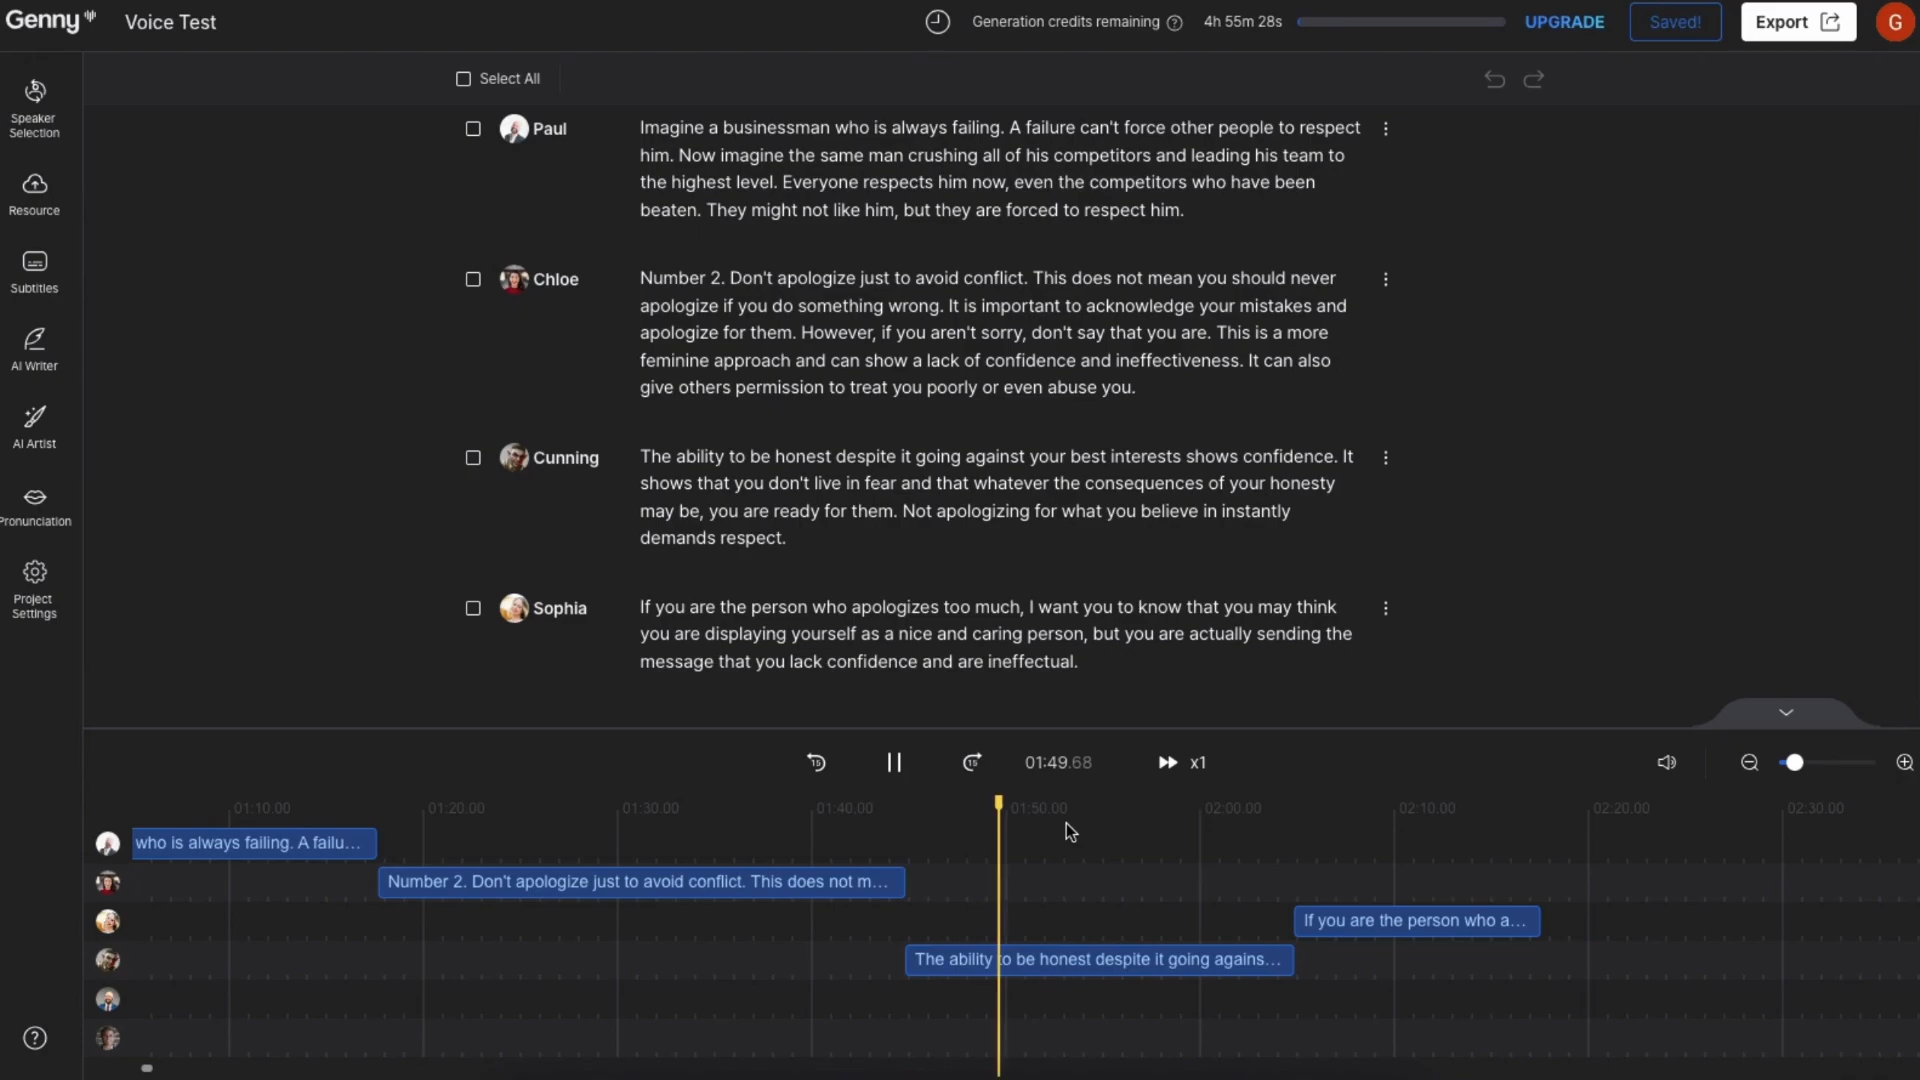 Genny
Voice Test
Generation credits remaining
4h 55m 28s
UPGRADE
Saved!
Export
G
Speaker
Selection
Resource
Subtitles
AI Writer
AI Artist
Pronunciation
Project
Settings
Select All
Paul
Imagine a businessman who is always failing. A failure can't force other people to respect
him. Now imagine the same man crushing all of his competitors and leading his team to
the highest level. Everyone respects him now, even the competitors who have been
beaten. They might not like him, but they are forced to respect him.
Chloe
Number 2. Don't apologize just to avoid conflict. This does not mean you should never
apologize if you do something wrong. It is important to acknowledge your mistakes and
apologize for them. However, if you aren't sorry, don't say that you are. This is a more
feminine approach and can show a lack of confidence and ineffectiveness. It can also
give others permission to treat you poorly or even abuse you.
Cunning
The ability to be honest despite it going against your best interests shows confidence. It
shows that you don't live in fear and that whatever the consequences of your honesty
may be, you are ready for them. Not apologizing for what you believe in instantly
demands respect.
Sophia
If you are the person who apologizes too much, I want you to know that you may think
you are displaying yourself as a nice and caring person, but you are actually sending the
message that you lack confidence and are ineffectual.
15
15
01:49.68
x1
01:10.00
01:20.00
01:30.00
01:40.00
01:50.00
02:00.00
02:10.00
02:20.00
02:30.00
who is always failing. A failu...
Number 2. Don't apologize just to avoid conflict. This does not m...
If you are the person who a...
The ability to be honest despite it going agains...